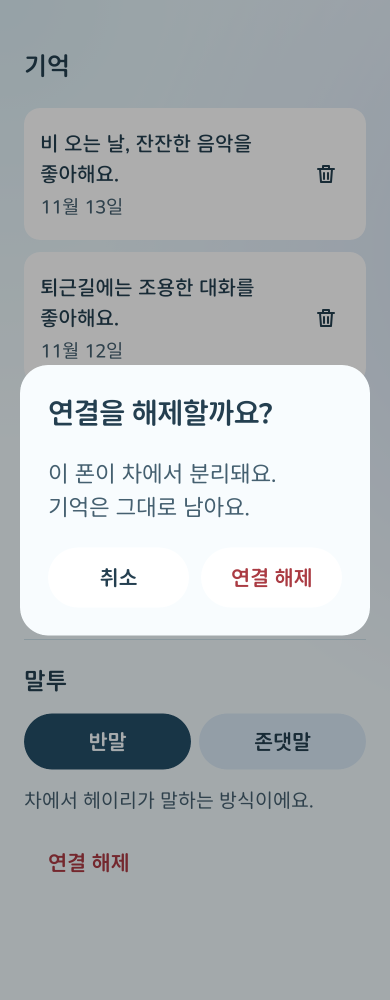 기억
비 오는 날, 잔잔한 음악을
좋아해요.
11월 13일
퇴근길에는 조용한 대화를
좋아해요.
11월 12일
연결을 해제할까요?
이 폰이 차에서 분리돼요.
기억은 그대로 남아요.
취소
연결 해제
말투
반말
존댓말
차에서 헤이리가 말하는 방식이에요.
연결 해제